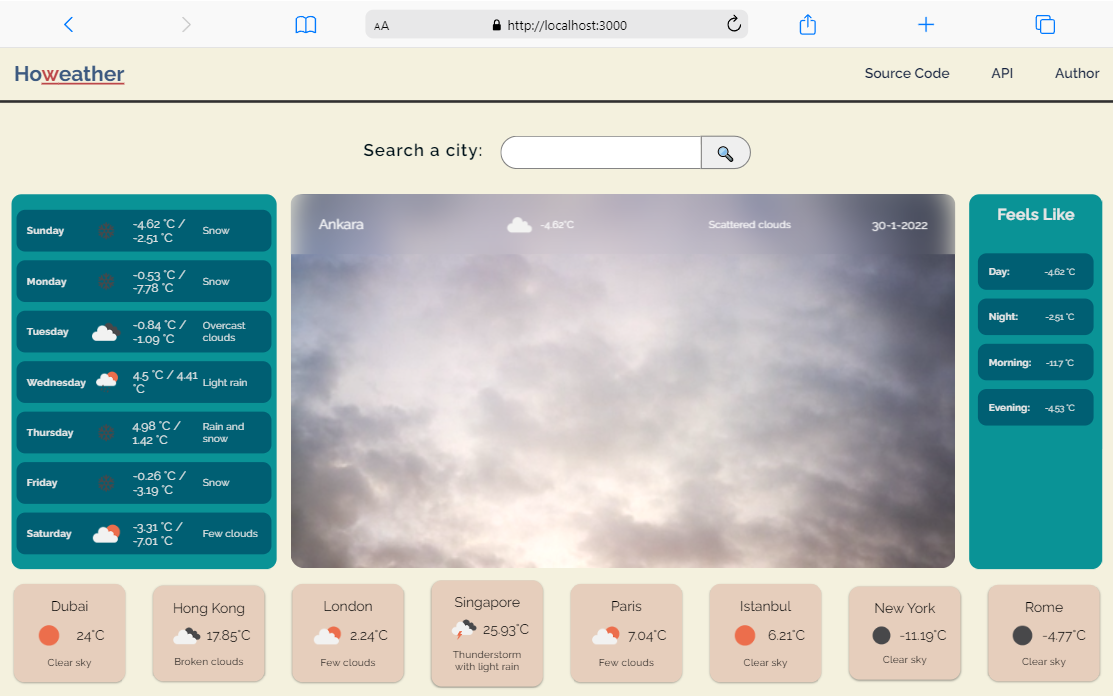 AA
http://localhost:3000
Howeather
Source Code API Author
Search a city:
Sunday
-4.62 °C /
-2.51 °C
Snow
Monday
-0.53 °C /
-7.78 °C
Snow
Tuesday
-0.84 °C /
-1.09 °C
Overcast
clouds
Wednesday
4.5 °C / 4.41
°C
Light rain
Thursday
4.98 °C /
1.42 °C
Rain and
snow
Friday
-0.26 °C /
-3.19 °C
Snow
Saturday
-3.31 °C /
-7.01 °C
Few clouds
Ankara -4.62°C Scattered clouds 30-1-2022
Feels Like
Day: -4.62 °C
Night: -2.51 °C
Morning: -11.7 °C
Evening: -4.53 °C
Dubai
24°C
Clear sky
Hong Kong
17.85°C
Broken clouds
London
2.24°C
Few clouds
Singapore
25.93°C
Thunderstorm
with light rain
Paris
7.04°C
Few clouds
Istanbul
6.21°C
Clear sky
New York
-11.19°C
Clear sky
Rome
-4.77°C
Clear sky